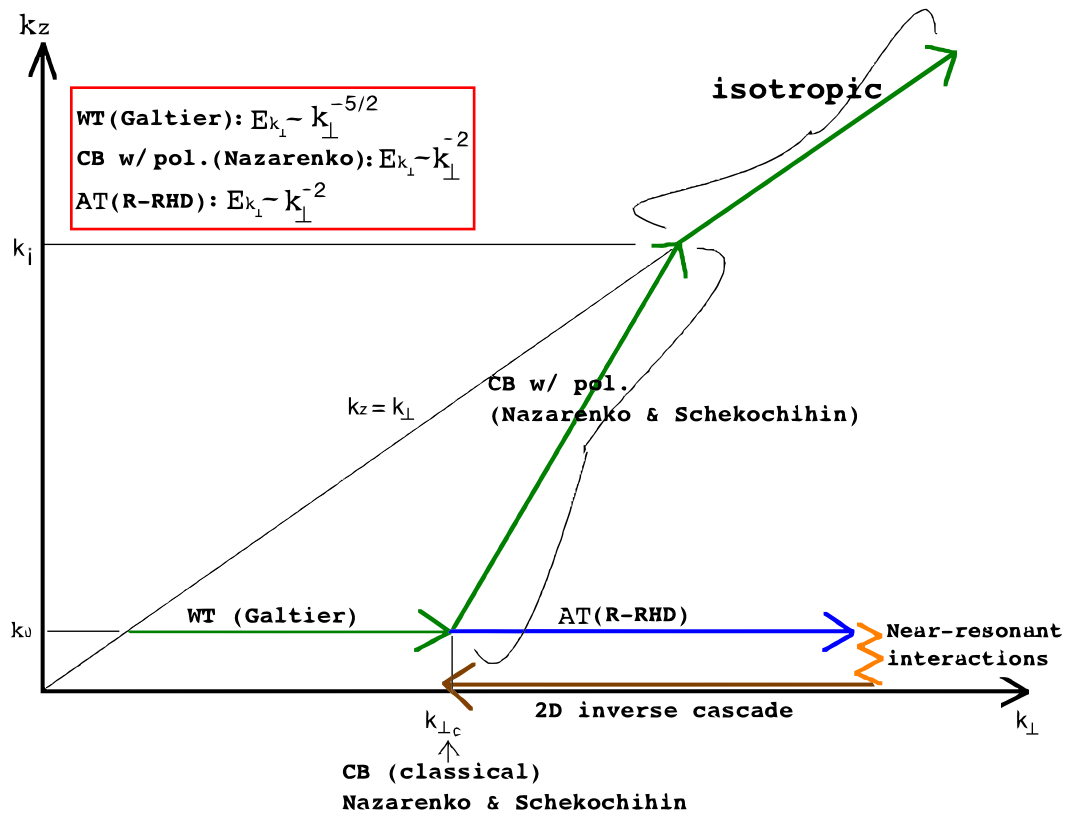 kz
isotropic
WT(Galtier): Ek⊥~ k⊥^-5/2
CB w/ pol.(Nazarenko): Ek⊥~k⊥^-2
AT(R-RHD): Ek⊥~ k⊥^-2
ki
CB w/ pol.
(Nazarenko & Schekochihin)
kz = k⊥
WT (Galtier)
AT(R-RHD)
k0
Near-resonant
interactions
2D inverse cascade
k⊥c
k⊥
CB (classical)
Nazarenko & Schekochihin